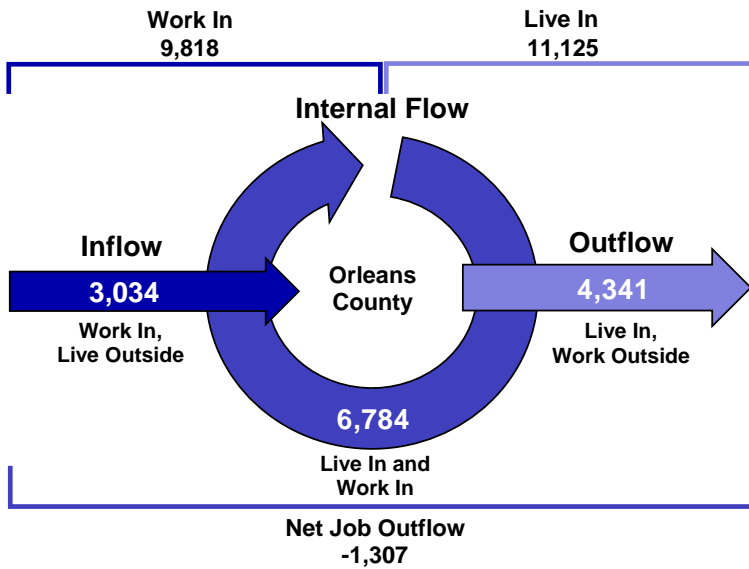 Work In
9,818
Live In
11,125
Internal Flow
Inflow
3,034
Work In,
Live Outside
Orleans
County
Outflow
4,341
Live In,
Work Outside
6,784
Live In and
Work In
Net Job Outflow
-1,307